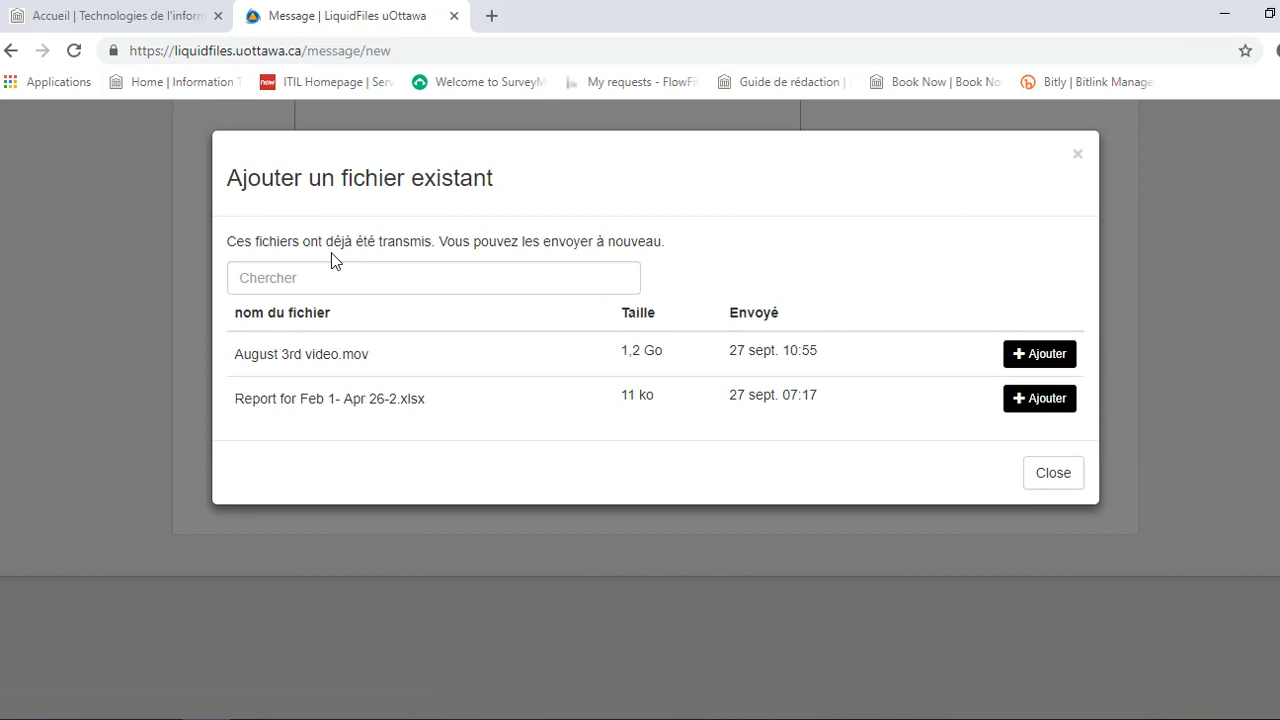 Accueil | Technologies de l'inforn
Message | LiquidFiles uOttawa
https://liquidfiles.uottawa.ca/message/new
Applications
Home | Information T
now
ITIL Homepage | Serv
Welcome to SurveyM
My requests - FlowFi
Guide de rédaction |
Book Now | Book No
Bitly | Bitlink Manage
Ajouter un fichier existant
×
Ces fichiers ont déjà été transmis. Vous pouvez les envoyer à nouveau.
Chercher
nom du fichier Taille Envoyé
August 3rd video.mov 1,2 Go 27 sept. 10:55 Ajouter
Report for Feb 1- Apr 26-2.xlsx 11 ko 27 sept. 07:17 Ajouter
Close